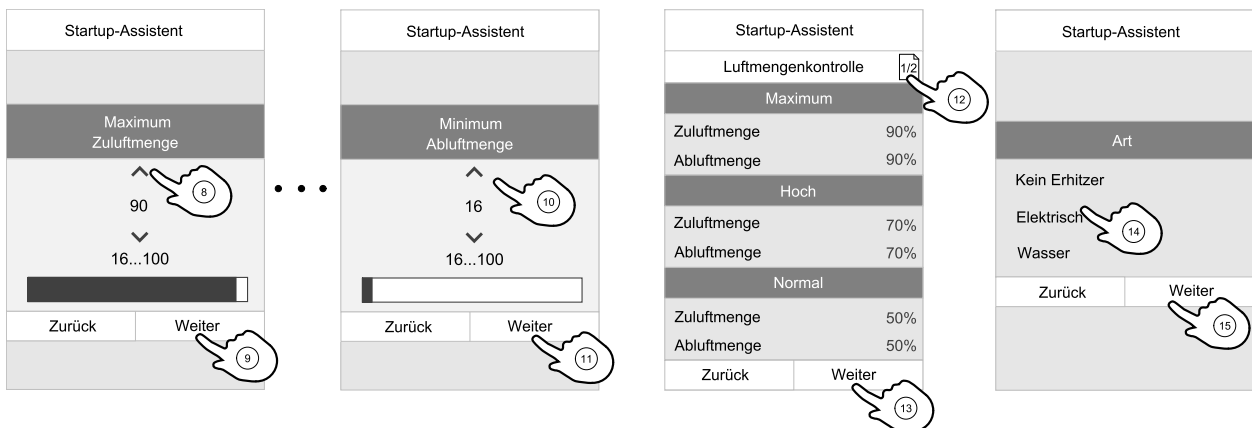 Startup-Assistent
Maximum
Zuluftmenge
8
90
16...100
Zurück Weiter
9
Startup-Assistent
Minimum
Abluftmenge
10
16
16...100
Zurück Weiter
11
Startup-Assistent
Luftmengenkontrolle 1/2
12
Maximum
Zuluftmenge 90%
Abluftmenge 90%
Hoch
Zuluftmenge 70%
Abluftmenge 70%
Normal
Zuluftmenge 50%
Abluftmenge 50%
Zurück Weiter
13
Startup-Assistent
Art
Kein Erhitzer
Elektrisch
14
Wasser
Zurück Weiter
15